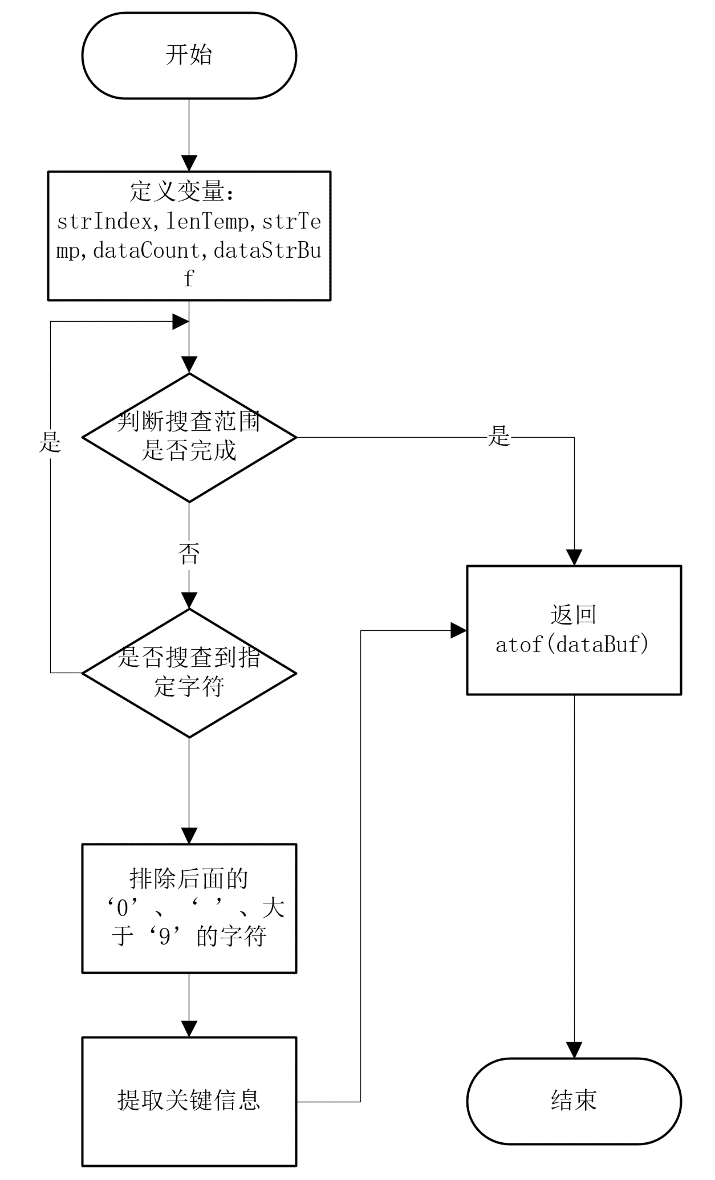 开始
定义变量：
strIndex,lenTemp,strTe
mp,dataCount,dataStrBu
f
判断搜查范围
是否完成
是
是
否
是否搜查到指
定字符
返回
atof(dataBuf)
排除后面的
‘0’、‘ ’、大
于‘9’的字符
提取关键信息
结束